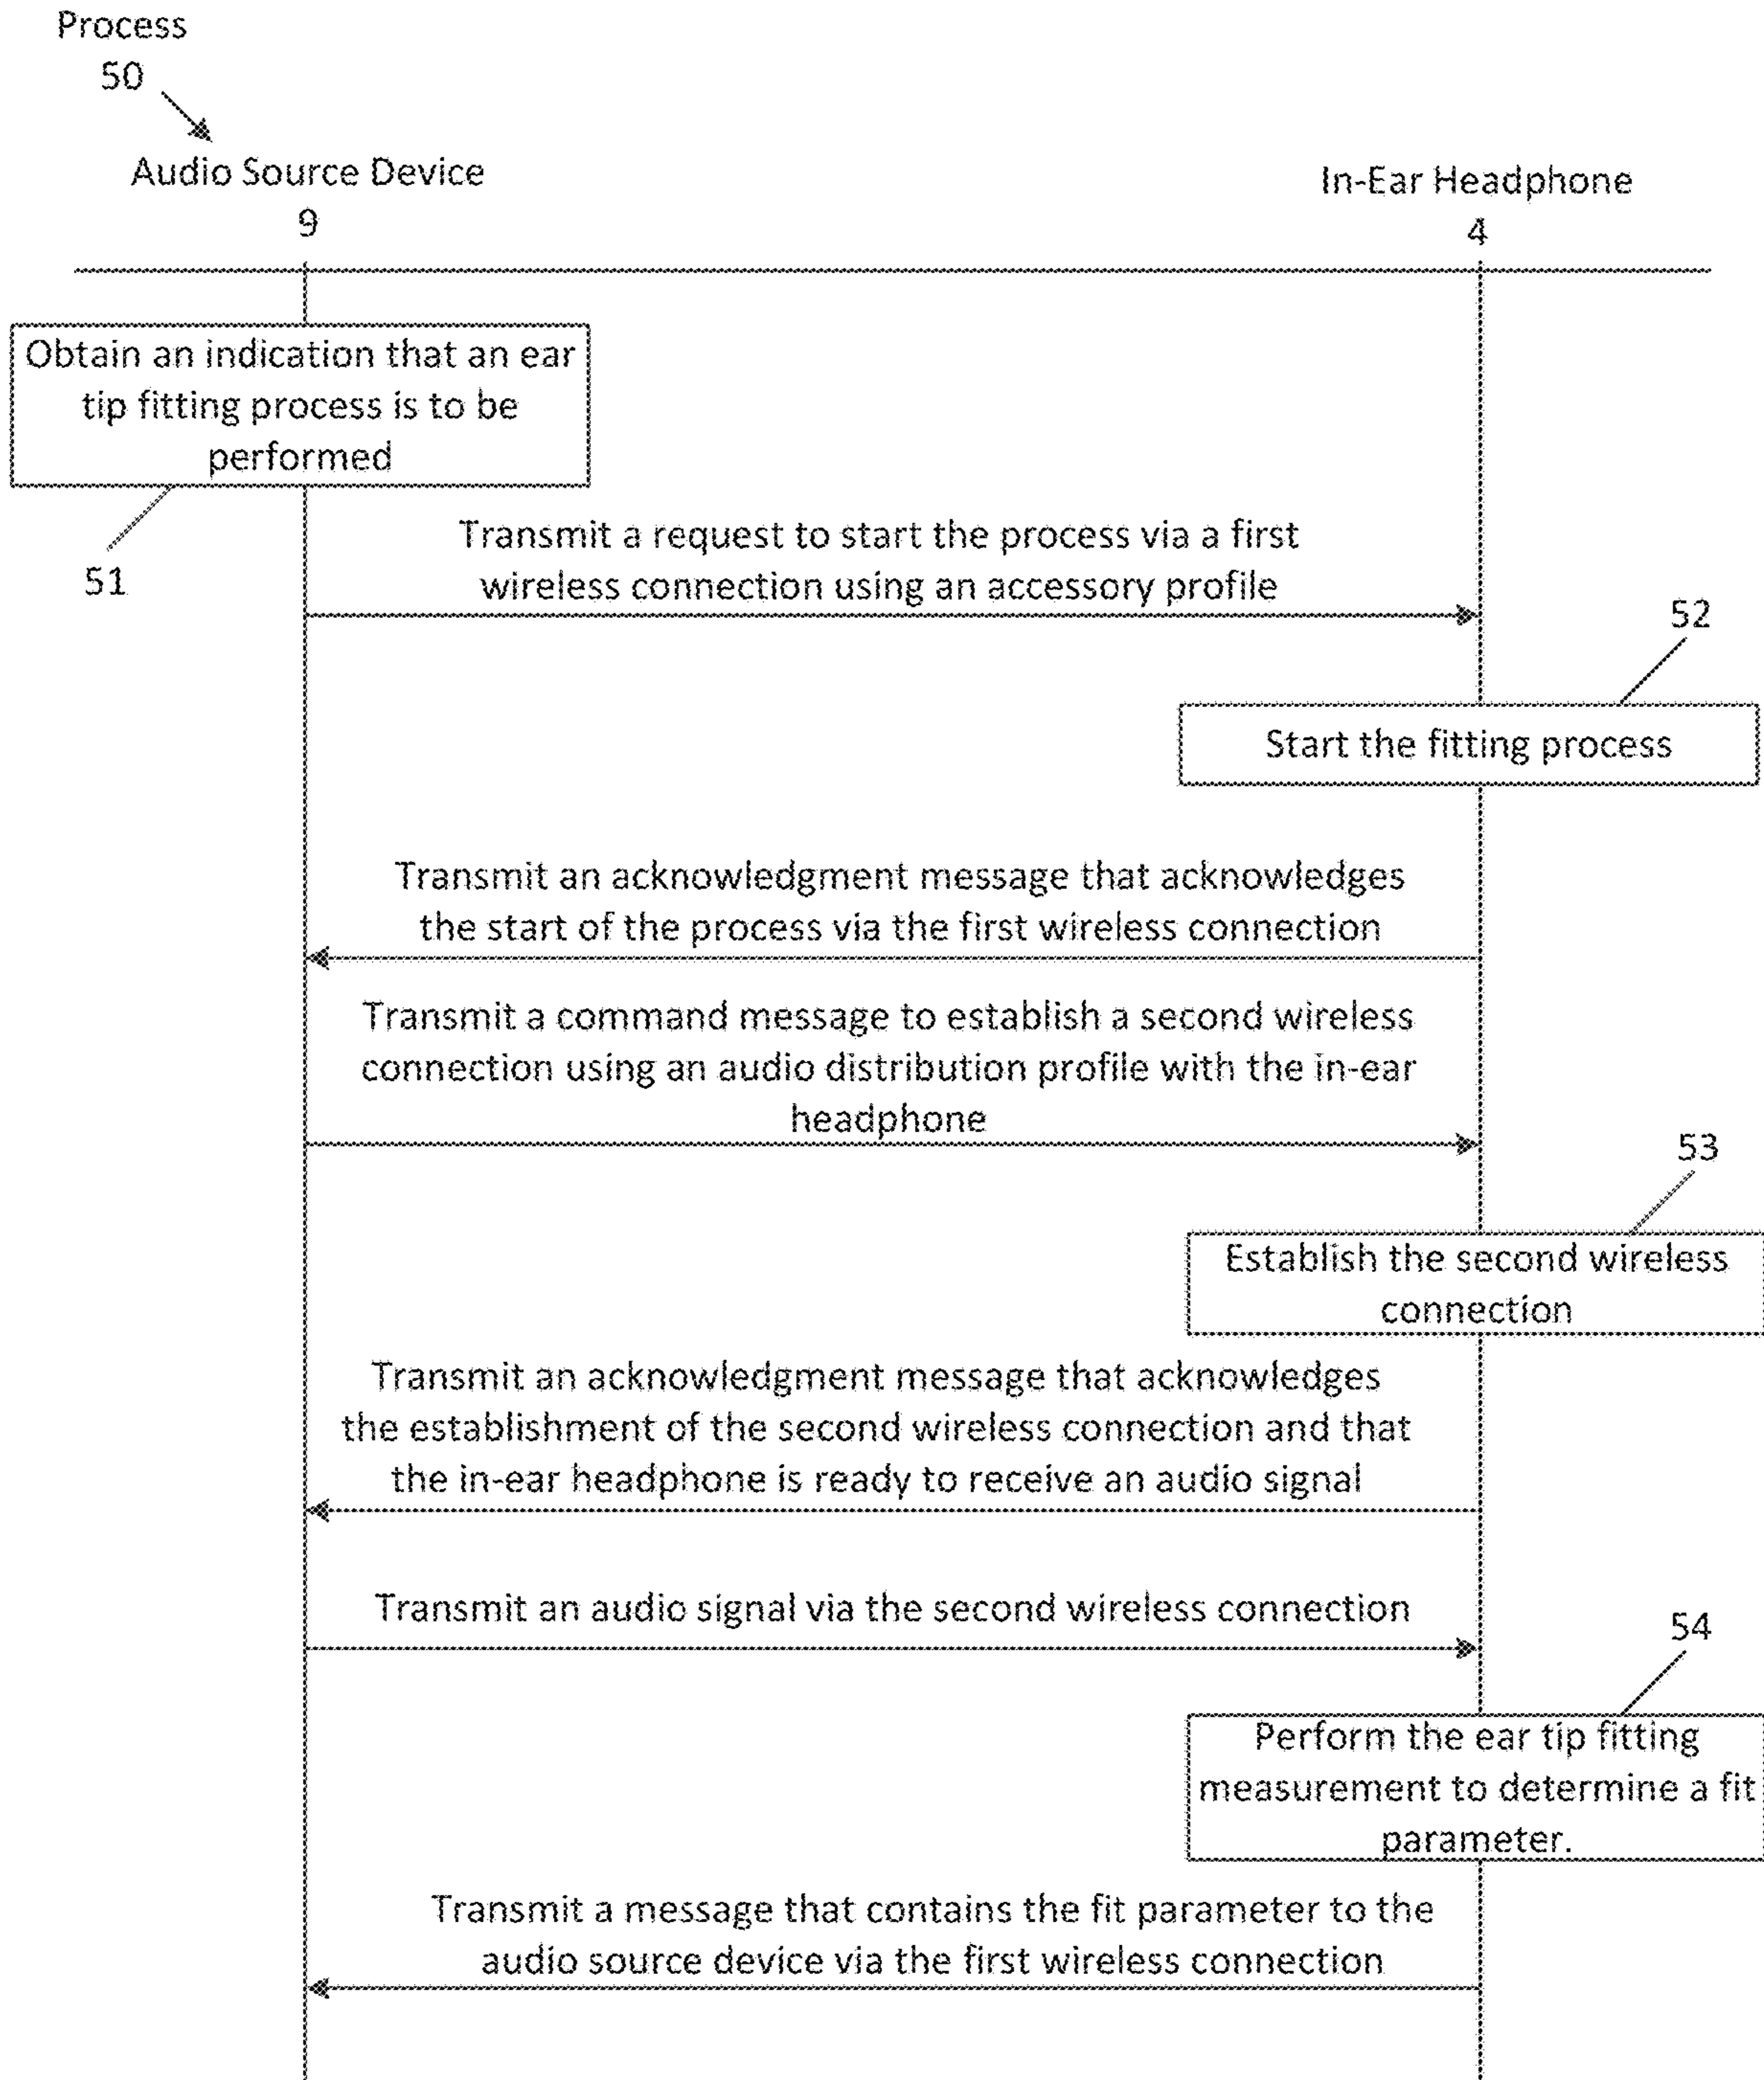 Process
50
Audio Source Device
9
In-Ear Headphone
4
Obtain an indication that an ear
tip fitting process is to be
performed
51
Transmit a request to start the process via a first
wireless connection using an accessory profile
52
Start the fitting process
Transmit an acknowledgment message that acknowledges
the start of the process via the first wireless connection
Transmit a command message to establish a second wireless
connection using an audio distribution profile with the in-ear
headphone
53
Establish the second wireless
connection
Transmit an acknowledgment message that acknowledges
the establishment of the second wireless connection and that
the in-ear headphone is ready to receive an audio signal
Transmit an audio signal via the second wireless connection
54
Perform the ear tip fitting
measurement to determine a fit
parameter.
Transmit a message that contains the fit parameter to the
audio source device via the first wireless connection